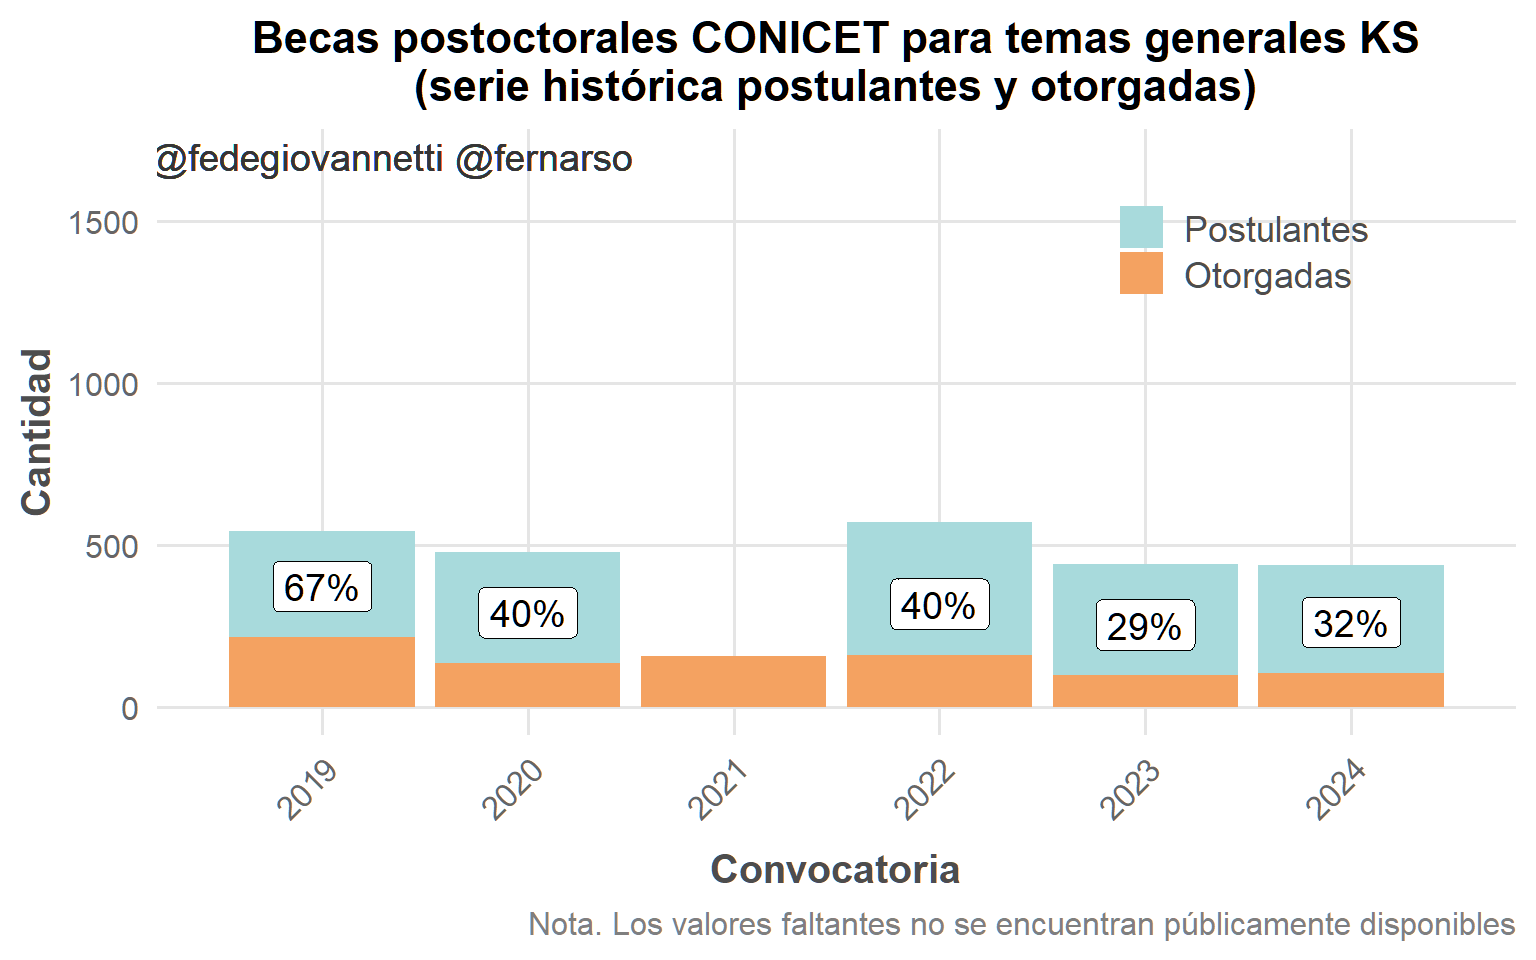 Becas postoctorales CONICET para temas generales KS
(serie histórica postulantes y otorgadas)
@fedegiovannetti @fernarso
Postulantes
Otorgadas
Cantidad
1500
1000
500
0
67%
40%
40%
29%
32%
2019
2020
2021
2022
2023
2024
Convocatoria
Nota. Los valores faltantes no se encuentran públicamente disponibles